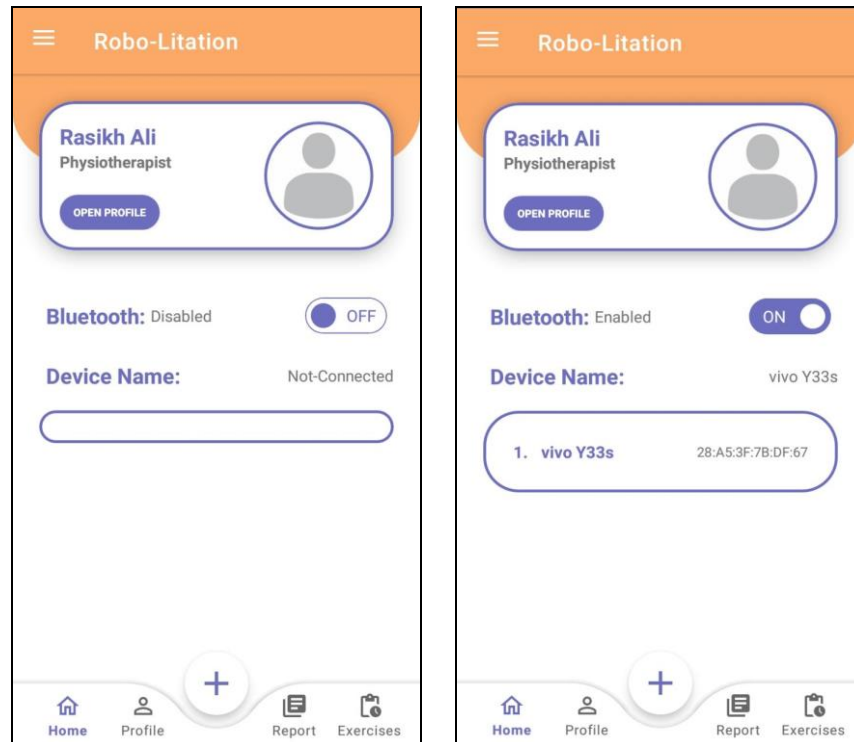 Robo-Litation
Rasikh Ali
Physiotherapist
OPEN PROFILE
Bluetooth: Disabled OFF
Device Name: Not-Connected
Home Profile Report Exercises
Robo-Litation
Rasikh Ali
Physiotherapist
OPEN PROFILE
Bluetooth: Enabled ON
Device Name: vivo Y33s
1. vivo Y33s 28:A5:3F:7B:DF:67
Home Profile Report Exercises